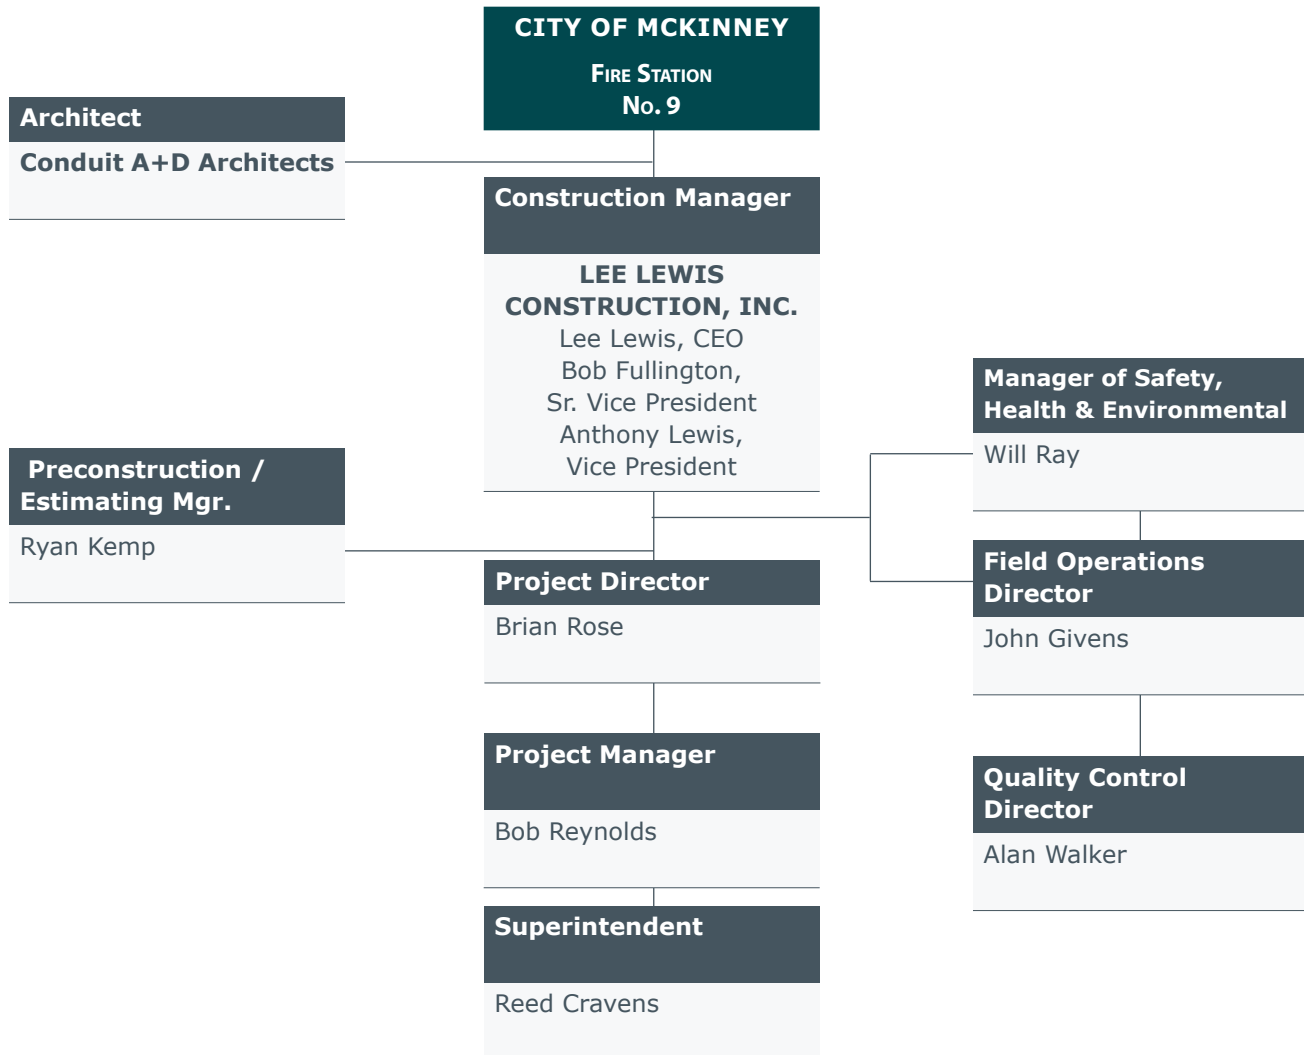 CITY OF MCKINNEY
Fire Station
No. 9
Architect
Conduit A+D Architects
Construction Manager
LEE LEWIS
CONSTRUCTION, INC.
Lee Lewis, CEO
Bob Fullington,
Sr. Vice President
Anthony Lewis,
Vice President
Manager of Safety,
Health & Environmental
Will Ray
Preconstruction /
Estimating Mgr.
Ryan Kemp
Project Director
Brian Rose
Field Operations
Director
John Givens
Project Manager
Bob Reynolds
Quality Control
Director
Alan Walker
Superintendent
Reed Cravens